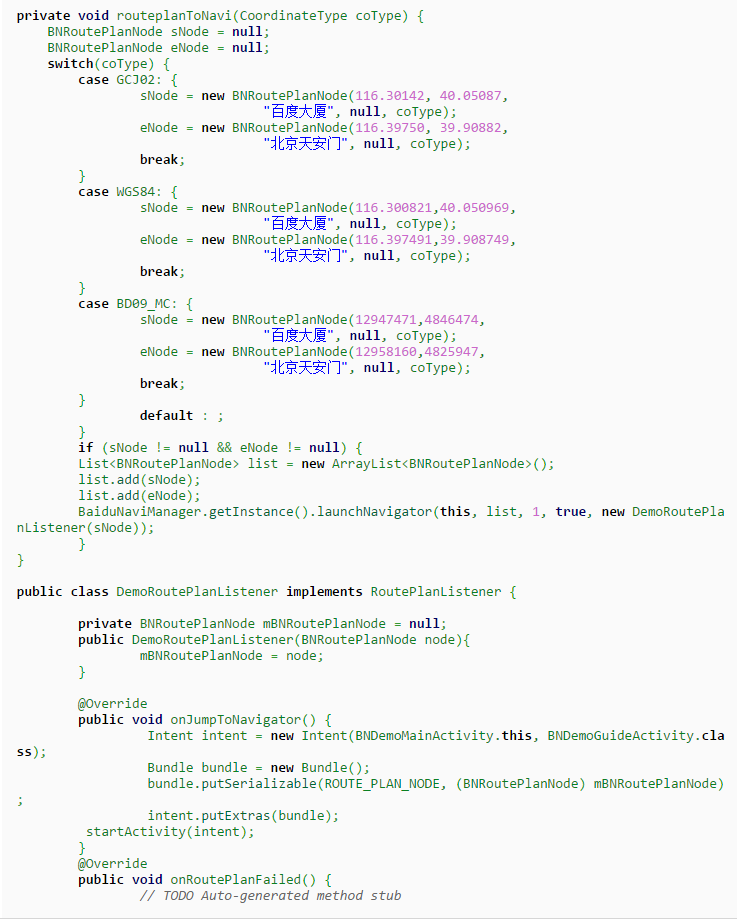 private void routeplanToNavi(CoordinateType coType) {
    BNRoutePlanNode sNode = null;
    BNRoutePlanNode eNode = null;
    switch(coType) {
        case GCJ02: {
                sNode = new BNRoutePlanNode(116.30142, 40.05087,
                                "百度大厦", null, coType);
                eNode = new BNRoutePlanNode(116.39750, 39.90882,
                                "北京天安门", null, coType);
                break;
        }
        case WGS84: {
                sNode = new BNRoutePlanNode(116.300821,40.050969,
                                "百度大厦", null, coType);
                eNode = new BNRoutePlanNode(116.397491,39.908749,
                                "北京天安门", null, coType);
                break;
        }
        case BD09_MC: {
                sNode = new BNRoutePlanNode(12947471,4846474,
                                "百度大厦", null, coType);
                eNode = new BNRoutePlanNode(12958160,4825947,
                                "北京天安门", null, coType);
                break;
        }
                default : ;
        }
        if (sNode != null && eNode != null) {
        List<BNRoutePlanNode> list = new ArrayList<BNRoutePlanNode>();
        list.add(sNode);
        list.add(eNode);
        BaiduNaviManager.getInstance().launchNavigator(this, list, 1, true, new DemoRoutePla
nListener(sNode));
        }
}
public class DemoRoutePlanListener implements RoutePlanListener {
        private BNRoutePlanNode mBNRoutePlanNode = null;
        public DemoRoutePlanListener(BNRoutePlanNode node){
                mBNRoutePlanNode = node;
        }
        @Override
        public void onJumpToNavigator() {
                 Intent intent = new Intent(BNDemoMainActivity.this, BNDemoGuideActivity.cla
ss);
                 Bundle bundle = new Bundle();
                 bundle.putSerializable(ROUTE_PLAN_NODE, (BNRoutePlanNode) mBNRoutePlanNode)
;
                 intent.putExtras(bundle);
         startActivity(intent);
        }
        @Override
        public void onRoutePlanFailed() {
                // TODO Auto-generated method stub